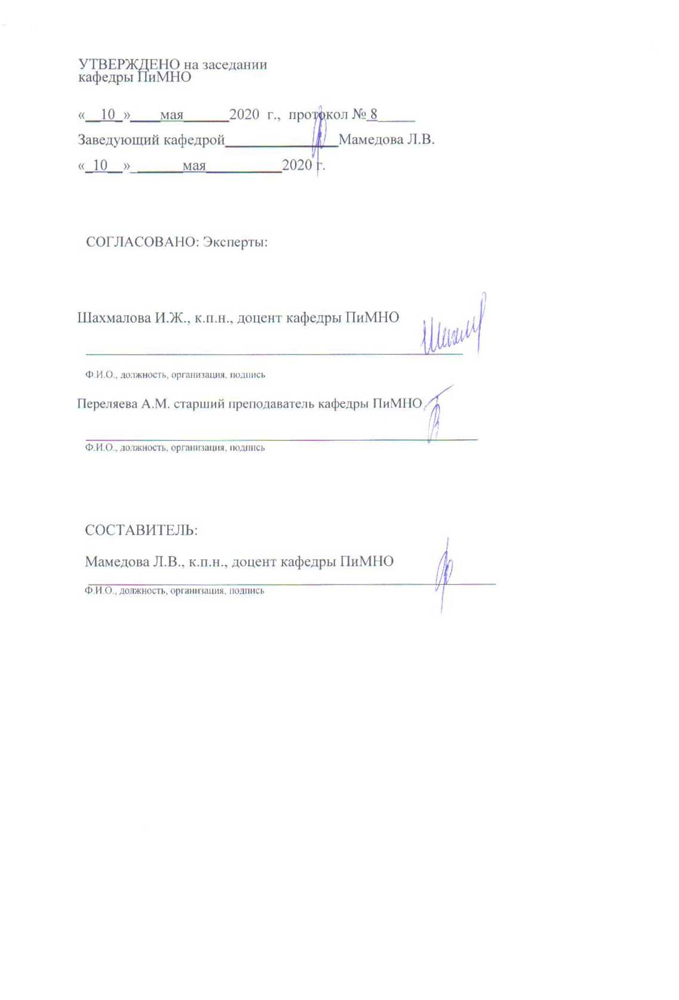 УТВЕРЖДЕНО на заседании
кафедры ПиМНО
«__10_»____мая______2020 г., протокол № 8_____
Заведующий кафедрой_______________Мамедова Л.В.
«_10__»_______мая__________2020 г.
СОГЛАСОВАНО: Эксперты:
Шахмалова И.Ж., к.п.н., доцент кафедры ПиМНО
Ф.И.О., должность, организация, подпись
Переляева А.М. старший преподаватель кафедры ПиМНО
Ф.И.О., должность, организация, подпись
СОСТАВИТЕЛЬ:
Мамедова Л.В., к.п.н., доцент кафедры ПиМНО
Ф.И.О., должность, организация, подпись